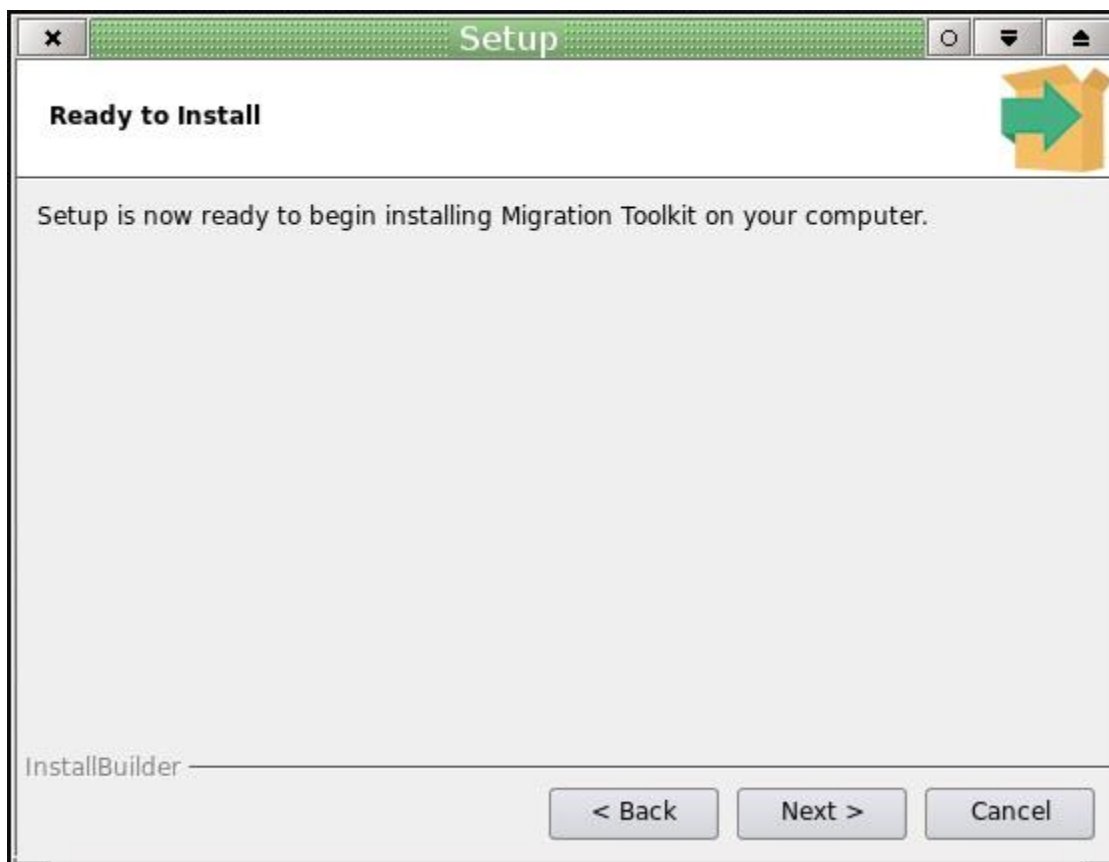 Setup
Ready to Install
Setup is now ready to begin installing Migration Toolkit on your computer.
InstallBuilder
< Back
Next >
Cancel